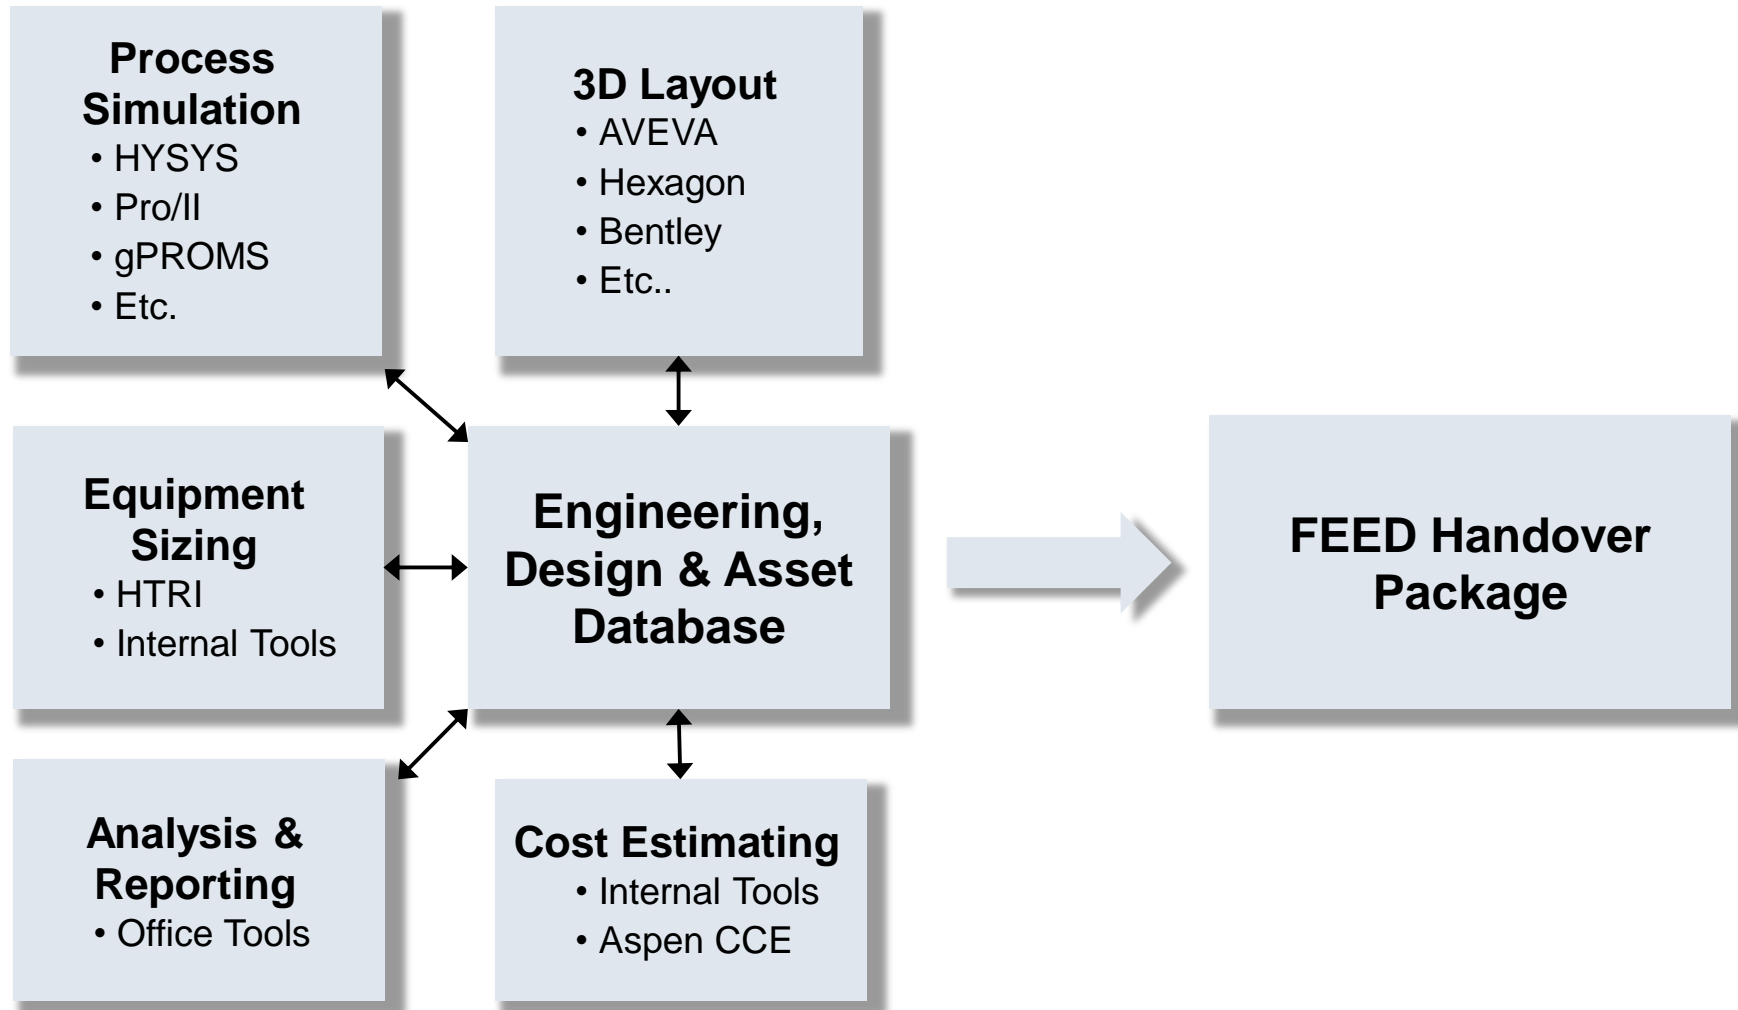 Process
Simulation
• HYSYS
• Pro/II
• gPROMS
• Etc.
3D Layout
• AVEVA
• Hexagon
• Bentley
• Etc..
Equipment
Sizing
• HTRI
• Internal Tools
Engineering,
Design & Asset
Database
FEED Handover
Package
Analysis &
Reporting
• Office Tools
Cost Estimating
• Internal Tools
• Aspen CCE